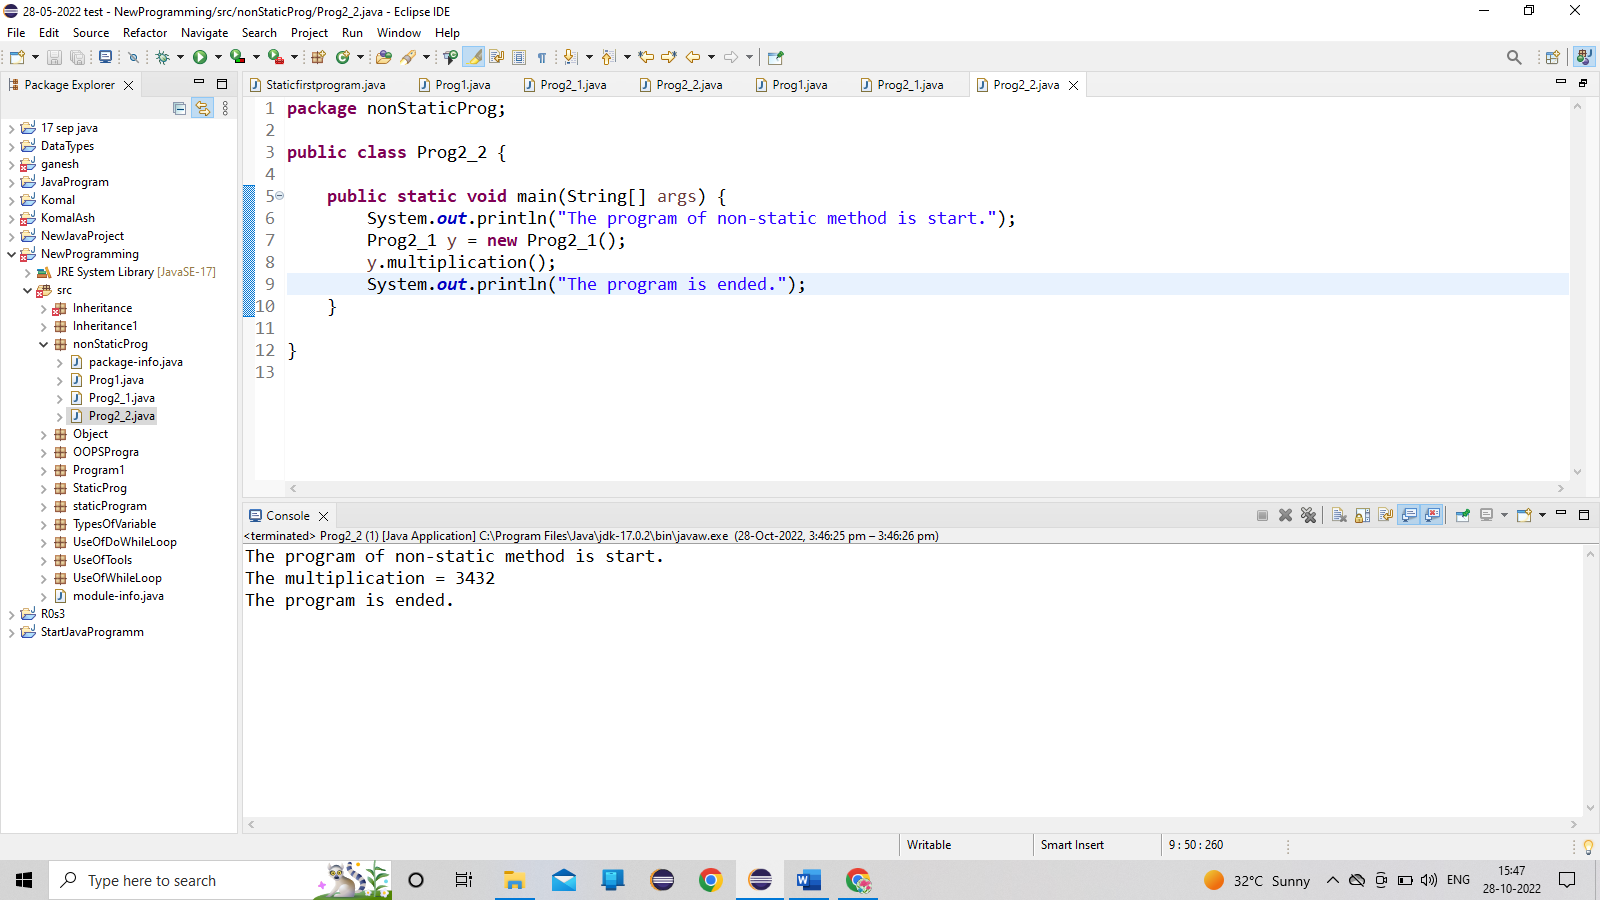 28-05-2022 test - NewProgramming/src/nonStaticProg/Prog2_2.java - Eclipse IDE
File Edit Source Refactor Navigate Search Project Run Window Help
Package Explorer
Staticfirstprogram.java Prog1.java Prog2_1.java Prog2_2.java Prog1.java Prog2_1.java Prog2_2.java
17 sep java
DataTypes
ganesh
JavaProgram
Komal
KomalAsh
NewJavaProject
NewProgramming
JRE System Library [JavaSE-17]
src
Inheritance
Inheritance1
nonStaticProg
package-info.java
Prog1.java
Prog2_1.java
Prog2_2.java
Object
OOPSProgra
Program1
StaticProg
staticProgram
TypesOfVariable
UseOfDoWhileLoop
UseOfTools
UseOfWhileLoop
module-info.java
R0s3
StartJavaProgramm
1 package nonStaticProg;
2
3 public class Prog2_2 {
4
5 public static void main(String[] args) {
6 System.out.println("The program of non-static method is start.");
7 Prog2_1 y = new Prog2_1();
8 y.multiplication();
9 System.out.println("The program is ended.");
10 }
11
12 }
13
Console
<terminated> Prog2_2 (1) [Java Application] C:\Program Files\Java\jdk-17.0.2\bin\javaw.exe (28-Oct-2022, 3:46:25 pm – 3:46:26 pm)
The program of non-static method is start.
The multiplication = 3432
The program is ended.
Writable Smart Insert 9 : 50 : 260
Type here to search
32°C Sunny ENG 15:47
28-10-2022